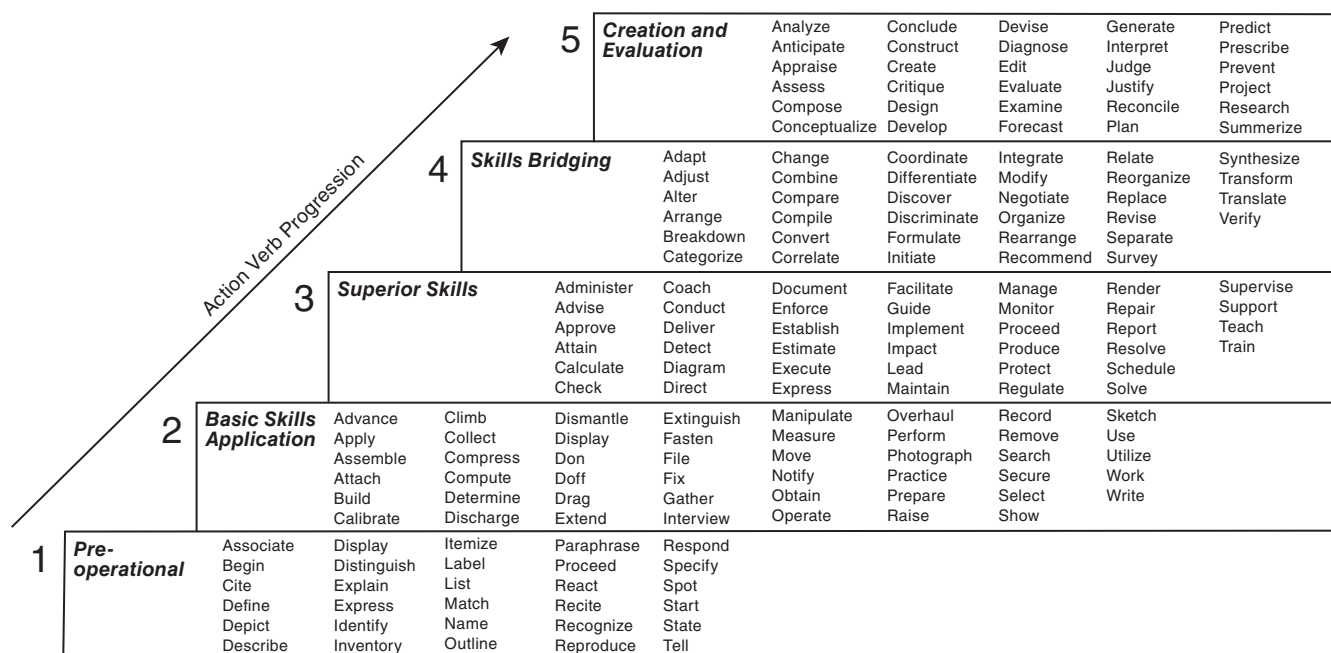 5 Creation and Evaluation
Analyze Conclude Devise Generate Predict
Anticipate Construct Diagnose Interpret Prescribe
Appraise Create Edit Judge Prevent
Assess Critique Evaluate Justify Project
Compose Design Examine Reconcile Research
Conceptualize Develop Forecast Plan Summerize
4 Skills Bridging
Adapt Change Coordinate Integrate Relate Synthesize
Adjust Combine Differentiate Modify Reorganize Transform
Alter Compare Discover Negotiate Replace Translate
Arrange Compile Discriminate Organize Revise Verify
Breakdown Convert Formulate Rearrange Separate
Categorize Correlate Initiate Recommend Survey
Action Verb Progression
3 Superior Skills
Administer Coach Document Facilitate Manage Render Supervise
Advise Conduct Enforce Guide Monitor Repair Support
Approve Deliver Establish Implement Proceed Report Teach
Attain Detect Estimate Impact Produce Resolve Train
Calculate Diagram Execute Lead Protect Schedule
Check Direct Express Maintain Regulate Solve
2 Basic Skills Application
Advance Climb Dismantle Extinguish Manipulate Overhaul Record Sketch
Apply Collect Display Fasten Measure Perform Remove Use
Assemble Compress Don File Move Photograph Search Utilize
Attach Compute Doff Fix Notify Practice Secure Work
Build Determine Drag Gather Obtain Prepare Select Write
Calibrate Discharge Extend Interview Operate Raise Show
1 Pre-operational
Associate Display Itemize Paraphrase Respond
Begin Distinguish Label Proceed Specify
Cite Explain List React Spot
Define Express Match Recite Start
Depict Identify Name Recognize State
Describe Inventory Outline Reproduce Tell